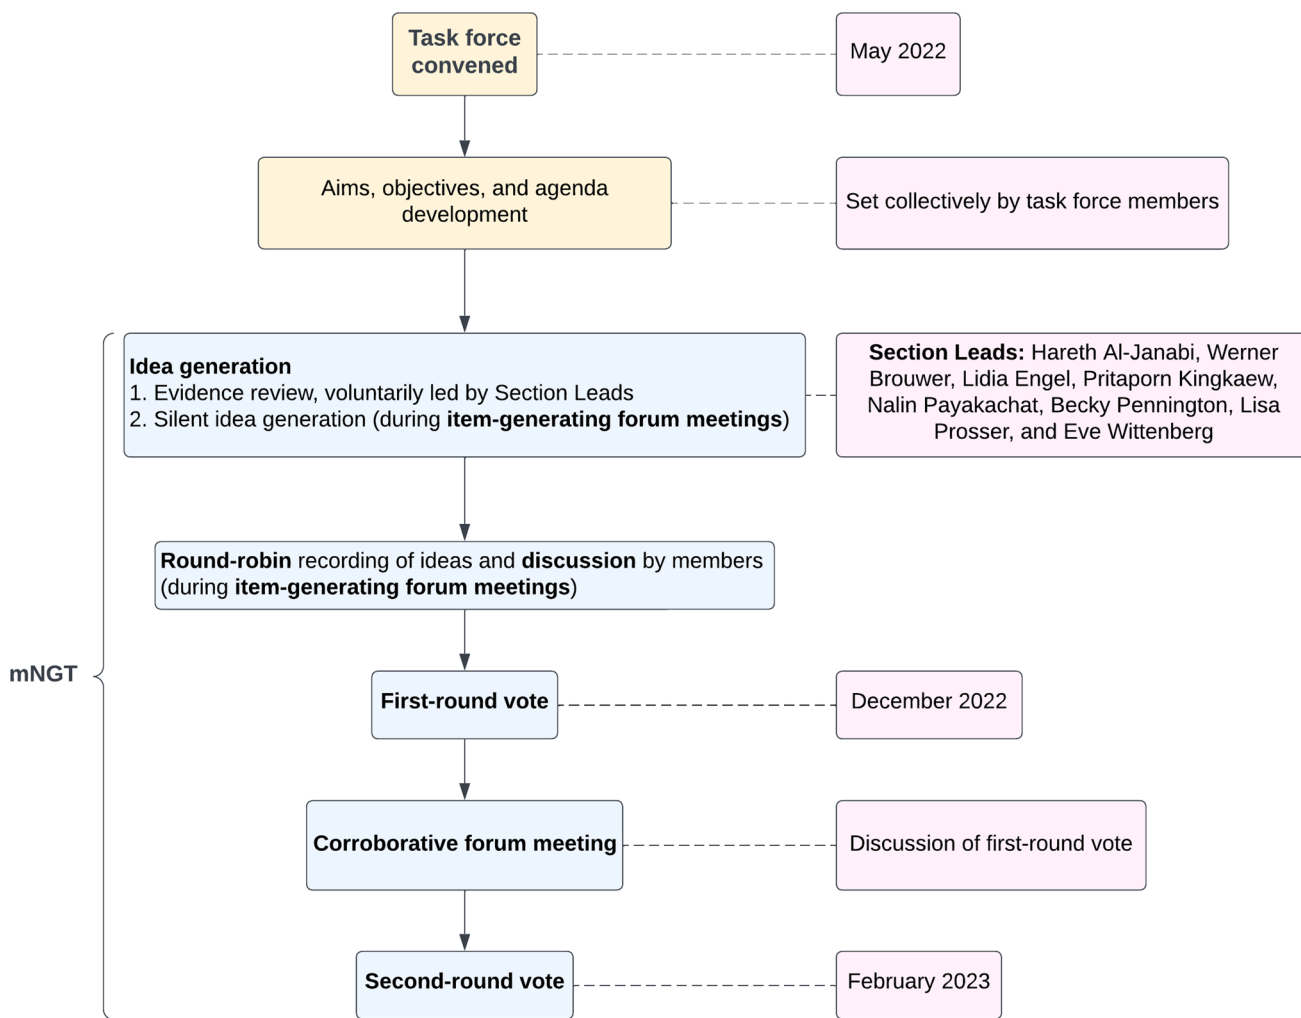 Task force
convened
May 2022
Aims, objectives, and agenda
development
Set collectively by task force members
Idea generation
1. Evidence review, voluntarily led by Section Leads
2. Silent idea generation (during item-generating forum meetings)
Section Leads: Hareth Al-Janabi, Werner
Brouwer, Lidia Engel, Pritaporn Kingkaew,
Nalin Payakachat, Becky Pennington, Lisa
Prosser, and Eve Wittenberg
Round-robin recording of ideas and discussion by members
(during item-generating forum meetings)
mNGT
First-round vote
December 2022
Corroborative forum meeting
Discussion of first-round vote
Second-round vote
February 2023